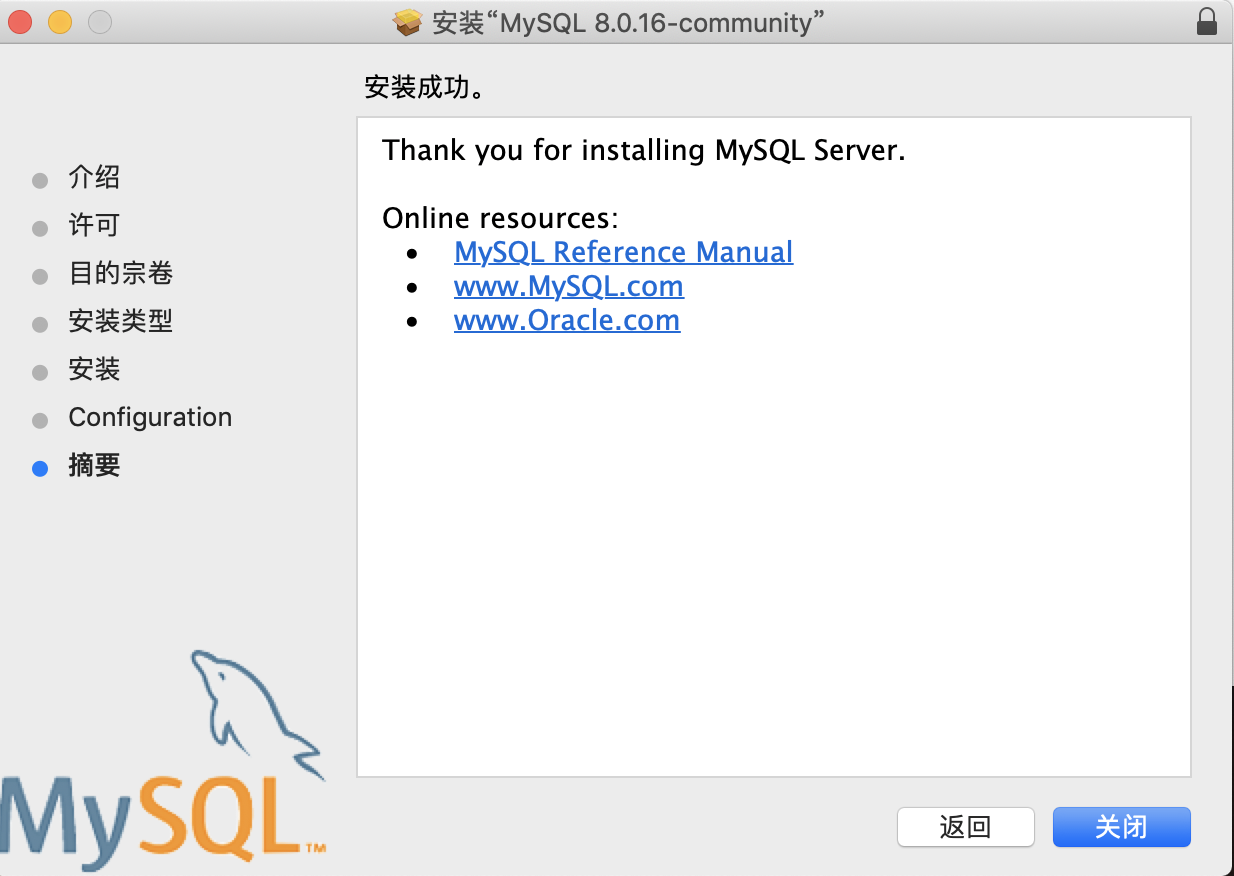 安装“MySQL 8.0.16-community”
安装成功。
介绍
许可
目的宗卷
安装类型
安装
Configuration
摘要
Thank you for installing MySQL Server.
Online resources:
• MySQL Reference Manual
• www.MySQL.com
• www.Oracle.com
MySQL™
返回
关闭